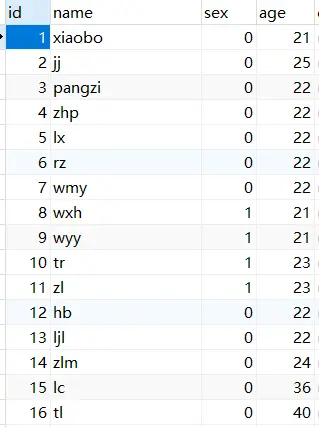 id name sex age
1 xiaobo 0 21
2 jj 0 25
3 pangzi 0 22
4 zhp 0 22
5 lx 0 22
6 rz 0 22
7 wmy 0 22
8 wxh 1 21
9 wyy 1 21
10 tr 1 23
11 zl 1 23
12 hb 0 22
13 ljl 0 22
14 zlm 0 24
15 lc 0 36
16 tl 0 40